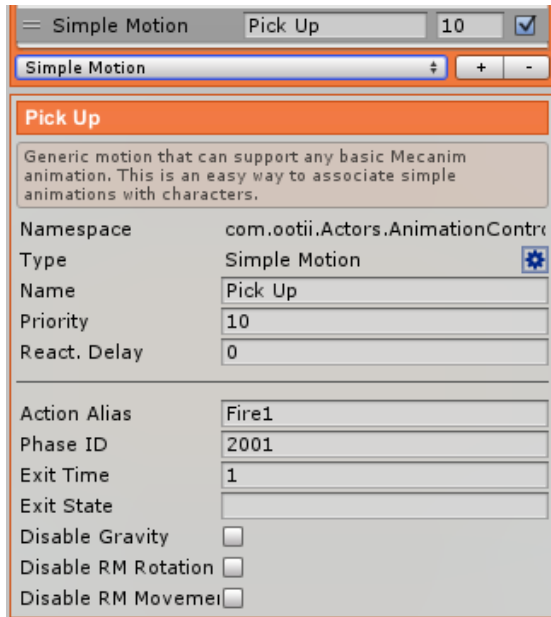 Simple Motion Pick Up 10
Simple Motion + -
Pick Up
Generic motion that can support any basic Mecanim
animation. This is an easy way to associate simple
animations with characters.
Namespace com.ootii.Actors.AnimationContro
Type Simple Motion
Name Pick Up
Priority 10
React. Delay 0
Action Alias Fire1
Phase ID 2001
Exit Time 1
Exit State
Disable Gravity
Disable RM Rotation
Disable RM Movemer